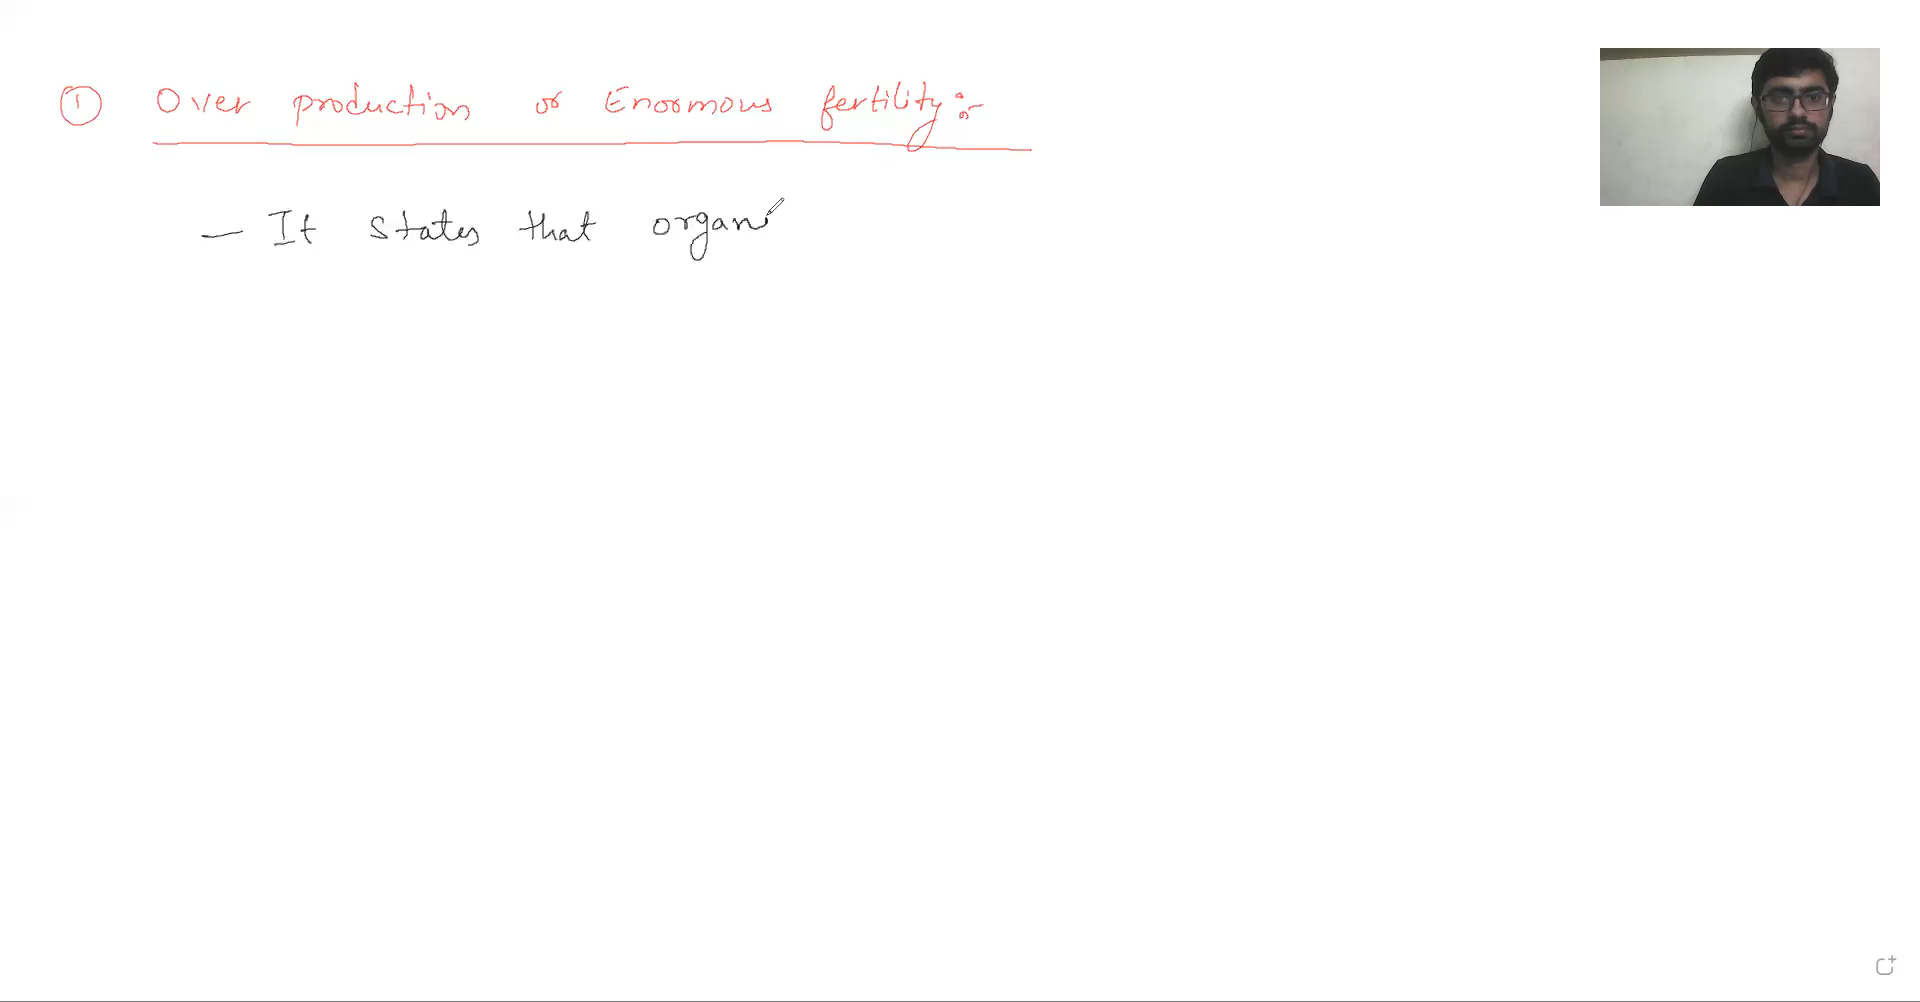 ① Over production or Enormous fertility:-
— It states that organi